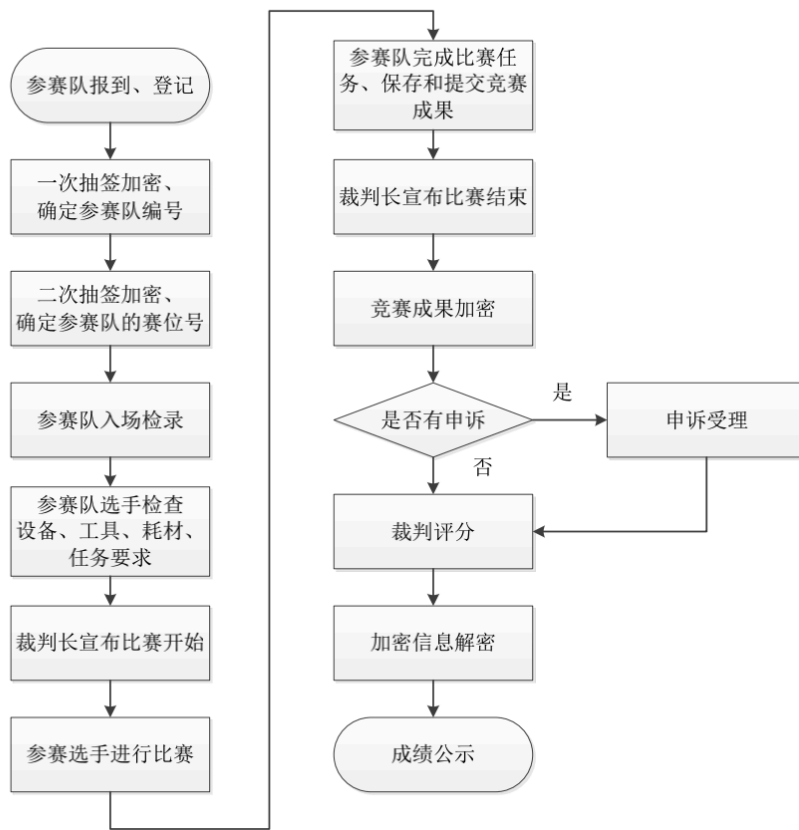 参赛队报到、登记
一次抽签加密、
确定参赛队编号
二次抽签加密、
确定参赛队的赛位号
参赛队入场检录
参赛队选手检查
设备、工具、耗材、
任务要求
裁判长宣布比赛开始
参赛选手进行比赛
参赛队完成比赛任
务、保存和提交竞赛
成果
裁判长宣布比赛结束
竞赛成果加密
是否有申诉
是
申诉受理
否
裁判评分
加密信息解密
成绩公示